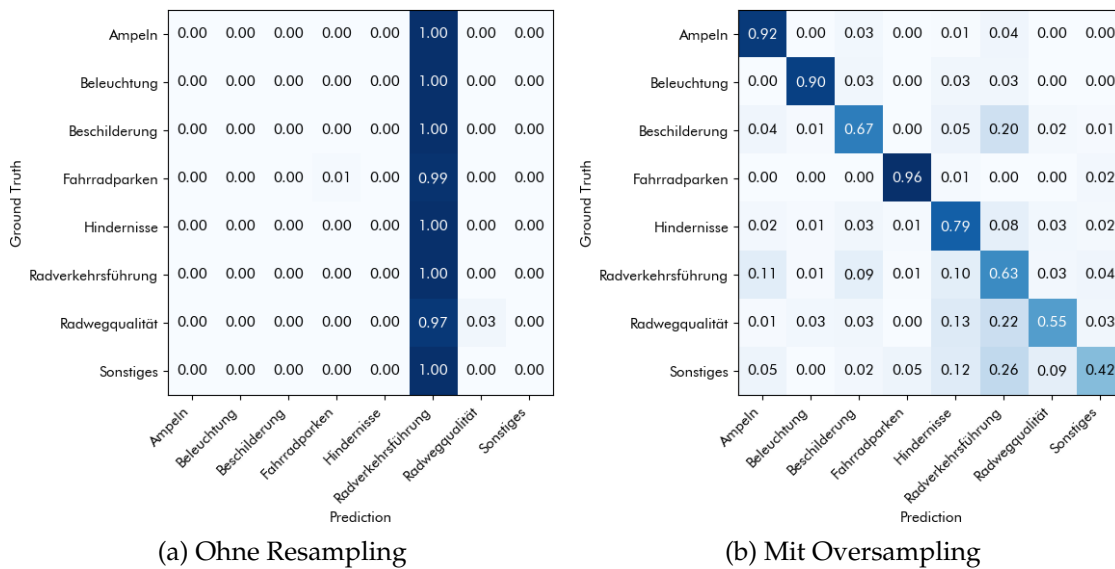 Ground Truth
Ampeln 0.00 0.00 0.00 0.00 0.00 1.00 0.00 0.00
Beleuchtung 0.00 0.00 0.00 0.00 0.00 1.00 0.00 0.00
Beschilderung 0.00 0.00 0.00 0.00 0.00 1.00 0.00 0.00
Fahrradparken 0.00 0.00 0.00 0.01 0.00 0.99 0.00 0.00
Hindernisse 0.00 0.00 0.00 0.00 0.00 1.00 0.00 0.00
Radverkehrsführung 0.00 0.00 0.00 0.00 0.00 1.00 0.00 0.00
Radwegqualität 0.00 0.00 0.00 0.00 0.00 0.97 0.03 0.00
Sonstiges 0.00 0.00 0.00 0.00 0.00 1.00 0.00 0.00
Ampeln Beleuchtung Beschilderung Fahrradparken Hindernisse Radverkehrsführung Radwegqualität Sonstiges
Prediction
(a) Ohne Resampling
Ground Truth
Ampeln 0.92 0.00 0.03 0.00 0.01 0.04 0.00 0.00
Beleuchtung 0.00 0.90 0.03 0.00 0.03 0.03 0.00 0.00
Beschilderung 0.04 0.01 0.67 0.00 0.05 0.20 0.02 0.01
Fahrradparken 0.00 0.00 0.00 0.96 0.01 0.00 0.00 0.02
Hindernisse 0.02 0.01 0.03 0.01 0.79 0.08 0.03 0.02
Radverkehrsführung 0.11 0.01 0.09 0.01 0.10 0.63 0.03 0.04
Radwegqualität 0.01 0.03 0.03 0.00 0.13 0.22 0.55 0.03
Sonstiges 0.05 0.00 0.02 0.05 0.12 0.26 0.09 0.42
Ampeln Beleuchtung Beschilderung Fahrradparken Hindernisse Radverkehrsführung Radwegqualität Sonstiges
Prediction
(b) Mit Oversampling